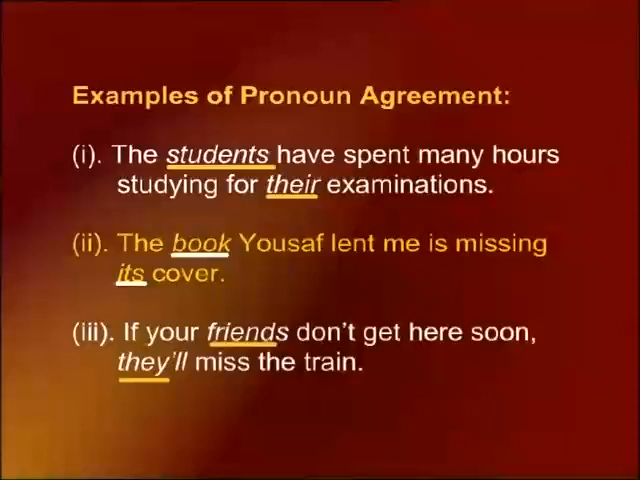 Examples of Pronoun Agreement:
(i). The students have spent many hours
studying for their examinations.
(ii). The book Yousaf lent me is missing
its cover.
(iii). If your friends don't get here soon,
they'll miss the train.